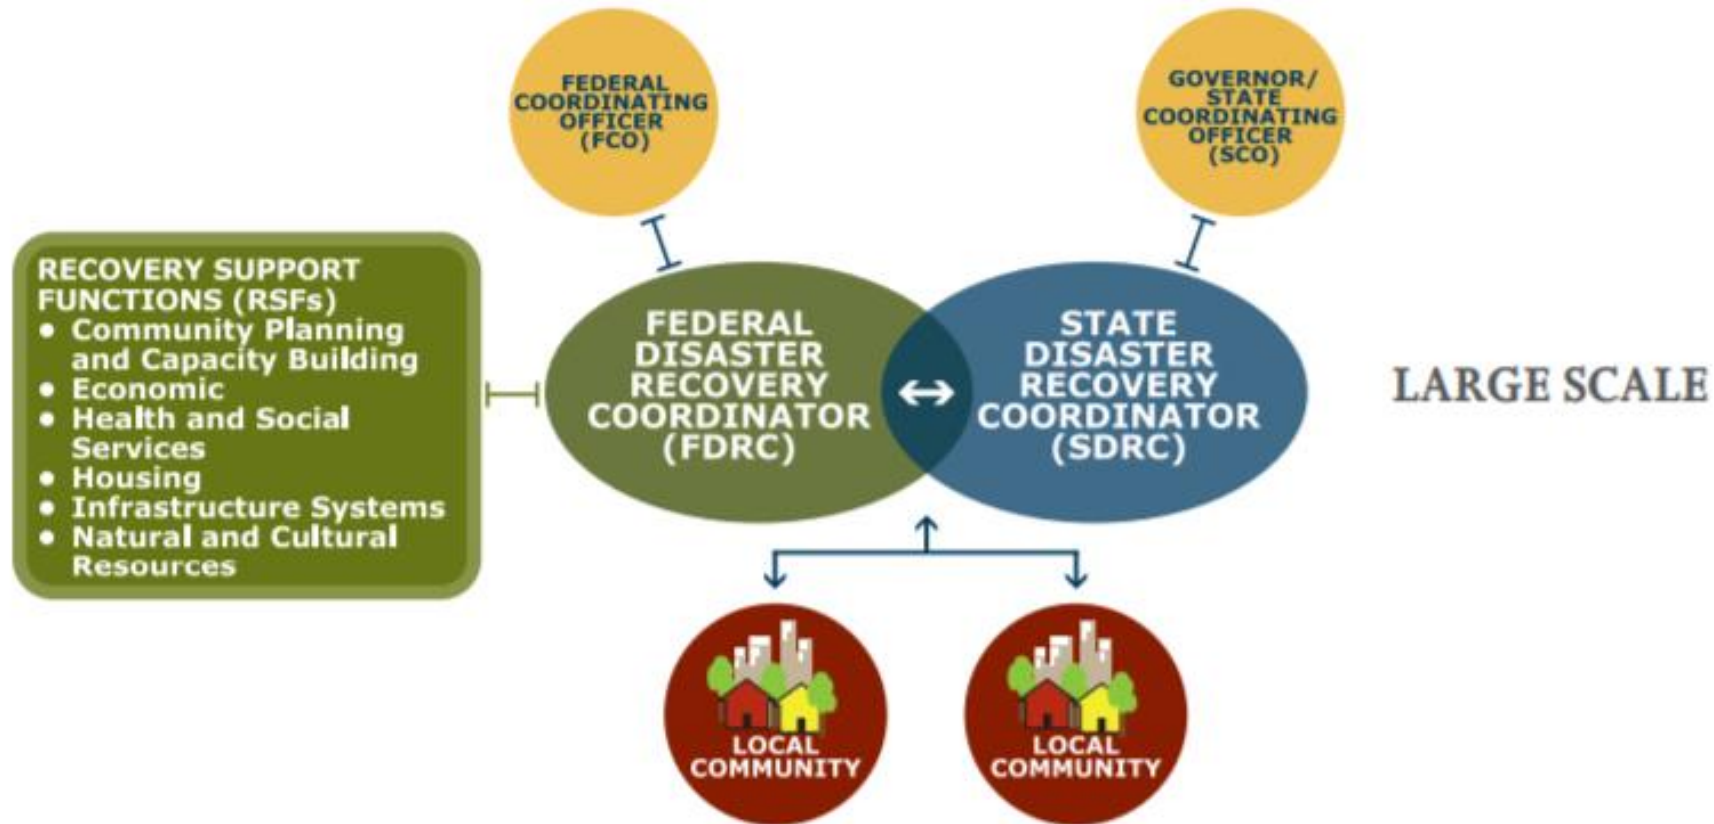 FEDERAL
COORDINATING
OFFICER
(FCO)
GOVERNOR/
STATE
COORDINATING
OFFICER
(SCO)
RECOVERY SUPPORT
FUNCTIONS (RSFs)
● Community Planning
and Capacity Building
● Economic
● Health and Social
Services
● Housing
● Infrastructure Systems
● Natural and Cultural
Resources
FEDERAL
DISASTER
RECOVERY
COORDINATOR
(FDRC)
STATE
DISASTER
RECOVERY
COORDINATOR
(SDRC)
LARGE SCALE
LOCAL
COMMUNITY
LOCAL
COMMUNITY